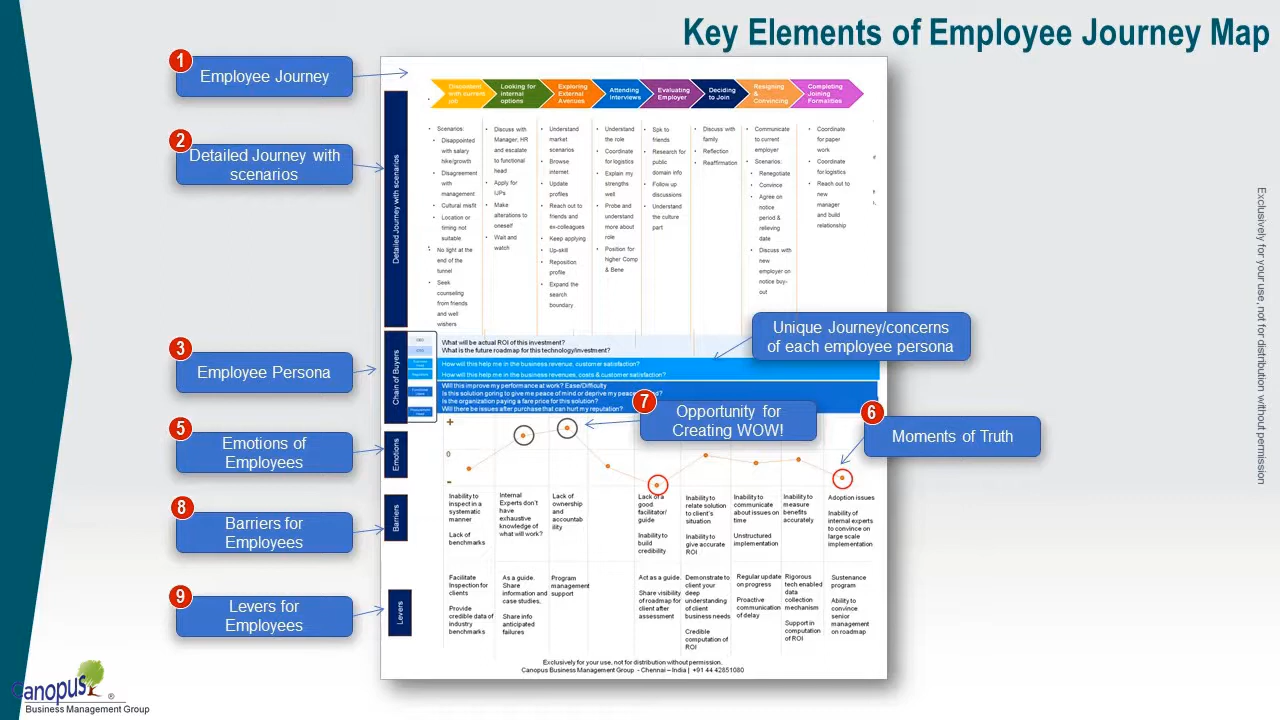 Key Elements of Employee Journey Map
1
Employee Journey
2
Detailed Journey with
scenarios
3
Employee Persona
5
Emotions of
Employees
8
Barriers for
Employees
9
Levers for
Employees
Looking for
internal
options
Exploring
External
Avenues
Attending
Interviews
Evaluating
Employer
Deciding
to Join
Resigning
&
Convincing
Completing
Joining
Formalities
Detailed Journey with scenarios
• Scenarios:
• Disappointed
with salary
hike/growth
• Disagreement
with
management
• Cultural misfit
• Location or
timing not
suitable
• No light at the
end of the
tunnel
• Seek
counseling
from friends
and well
wishers
• Discuss with
Manager, HR
and escalate
to functional
head
• Apply for
IJPs
• Make
alterations to
oneself
• Wait and
watch
• Understand
market
scenarios
• Browse
internet
• Update
profiles
• Reach out to
friends and
ex-colleagues
• Keep applying
• Up-skill
• Reposition
profile
• Expand the
search
boundary
• Understand
the role
• Coordinate
for logistics
• Explain my
strengths
well
• Probe and
understand
more about
role
• Position for
higher Comp
& Bene
• Spk to
friends
• Research for
public
domain info
• Follow up
discussions
• Understand
the culture
part
• Discuss with
family
• Reflection
• Reaffirmation
• Communicate
to current
employer
• Scenarios:
• Renegotiate
• Convince
• Agree on
notice
period &
relieving
date
• Discuss with
new
employer on
notice buy-
out
• Coordinate
for paper
work
• Coordinate
for logistics
• Reach out to
new
manager
and build
relationship
Chain of Buyers
What will be actual ROI of this investment?
What is the future roadmap for this technology/investment?
How will this help me in the business revenue, customer satisfaction?
How will this help me in the business revenues, costs & customer satisfaction?
Will this improve my performance at work? Ease/Difficulty
Is this solution going to give me peace of mind or deprive my peace
Is the organization paying a fare price for this solution?
Will there be issues after purchase that can hurt my reputation?
Unique Journey/concerns
of each employee persona
7
Opportunity for
Creating WOW!
6
Moments of Truth
Emotions
+
0
-
Barriers
Inability to
inspect in a
systematic
manner
Lack of
benchmarks
Internal
Experts don't
have
exhaustive
knowledge of
what will work?
Lack of
ownership
and
accountab
ility
Lack of a
good
facilitator/
guide
Inability to
build
credibility
Inability to
relate solution
to client's
situation
Inability to
give accurate
ROI
Inability to
communicate
about issues on
time
Unstructured
implementation
Inability to
measure
benefits
accurately
Adoption issues
Inability of
internal experts
to convince on
large scale
implementation
Levers
Facilitate
Inspection for
clients
Provide
credible data of
industry
benchmarks
As a guide.
Share
information and
case studies,
Share info
anticipated
failures
Program
management
support
Act as a guide.
Share visibility
of roadmap for
client after
assessment
Demonstrate to
client your
deep
understanding
of client
business needs
Credible
computation of
ROI
Regular update
on progress
Proactive
communication
of delay
Rigorous
tech enabled
data
collection
mechanism
Support in
computation
of ROI
Sustenance
program
Ability to
convince
senior
management
on roadmap
Exclusively for your use, not for distribution without permission.
Canopus Business Management Group - Chennai – India | +91 44 42851080
Exclusively for your use, not for distribution without permission
Canopus ®
Business Management Group